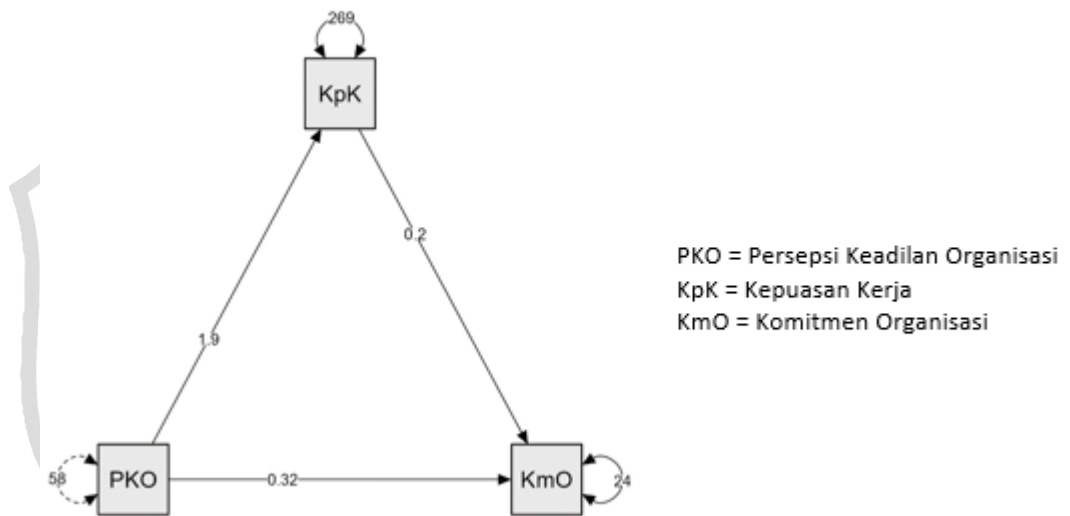 269
KpK
0.2
PKO = Persepsi Keadilan Organisasi
KpK = Kepuasan Kerja
KmO = Komitmen Organisasi
1.9
58
PKO
0.32
KmO
24